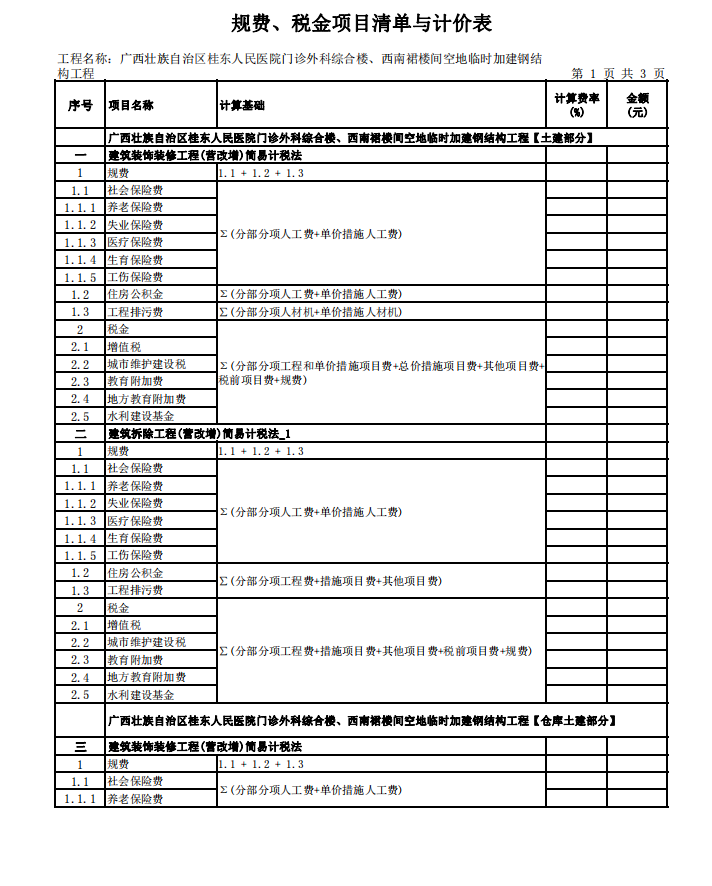 规费、税金项目清单与计价表
工程名称：广西壮族自治区桂东人民医院门诊外科综合楼、西南裙楼间空地临时加建钢结
构工程 第 1 页 共 3 页
序号 项目名称 计算基础 计算费率(%) 金额(元)
广西壮族自治区桂东人民医院门诊外科综合楼、西南裙楼间空地临时加建钢结构工程【土建部分】
一 建筑装饰装修工程(营改增)简易计税法
1 规费 1.1 + 1.2 + 1.3
1.1 社会保险费
1.1.1 养老保险费
1.1.2 失业保险费
Σ(分部分项人工费+单价措施人工费)
1.1.3 医疗保险费
1.1.4 生育保险费
1.1.5 工伤保险费
1.2 住房公积金 Σ(分部分项人工费+单价措施人工费)
1.3 工程排污费 Σ(分部分项人材机+单价措施人材机)
2 税金
2.1 增值税
2.2 城市维护建设税 Σ(分部分项工程和单价措施项目费+总价措施项目费+其他项目费+
2.3 教育附加费 税前项目费+规费)
2.4 地方教育附加费
2.5 水利建设基金
二 建筑拆除工程(营改增)简易计税法_1
1 规费 1.1 + 1.2 + 1.3
1.1 社会保险费
1.1.1 养老保险费
1.1.2 失业保险费
Σ(分部分项人工费+单价措施人工费)
1.1.3 医疗保险费
1.1.4 生育保险费
1.1.5 工伤保险费
1.2 住房公积金
Σ(分部分项工程费+措施项目费+其他项目费)
1.3 工程排污费
2 税金
2.1 增值税
2.2 城市维护建设税
Σ(分部分项工程费+措施项目费+其他项目费+税前项目费+规费)
2.3 教育附加费
2.4 地方教育附加费
2.5 水利建设基金
广西壮族自治区桂东人民医院门诊外科综合楼、西南裙楼间空地临时加建钢结构工程【仓库土建部分】
三 建筑装饰装修工程(营改增)简易计税法
1 规费 1.1 + 1.2 + 1.3
1.1 社会保险费
Σ(分部分项人工费+单价措施人工费)
1.1.1 养老保险费